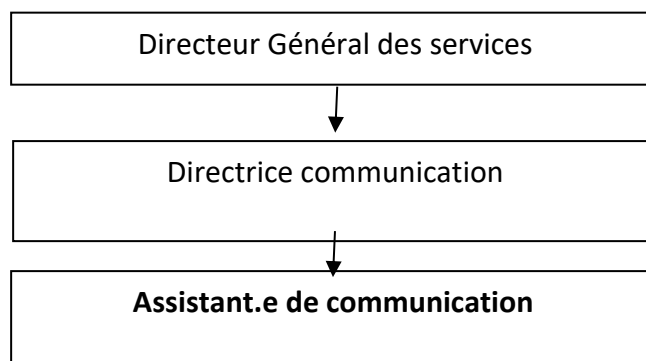 Directeur Général des services
Directrice communication
Assistant.e de communication